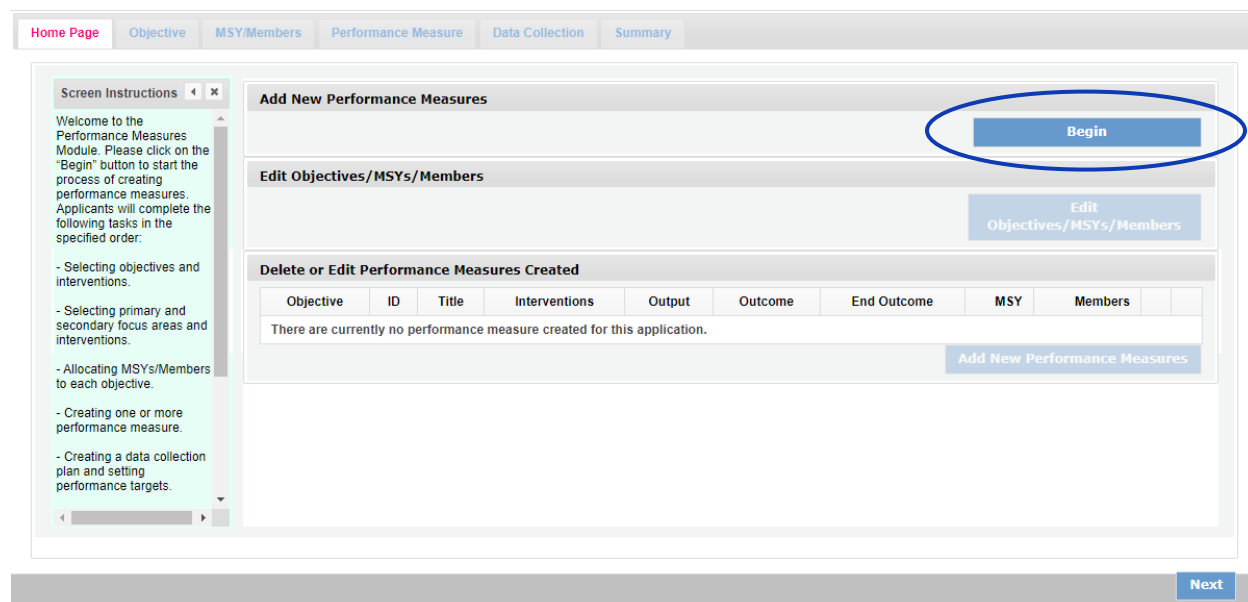 Home Page Objective MSY/Members Performance Measure Data Collection Summary
Screen Instructions
Welcome to the
Performance Measures
Module. Please click on the
“Begin” button to start the
process of creating
performance measures.
Applicants will complete the
following tasks in the
specified order:
- Selecting objectives and
interventions.
- Selecting primary and
secondary focus areas and
interventions.
- Allocating MSYs/Members
to each objective.
- Creating one or more
performance measure.
- Creating a data collection
plan and setting
performance targets.
Add New Performance Measures
Begin
Edit Objectives/MSYs/Members
Edit
Objectives/MSYs/Members
Delete or Edit Performance Measures Created
Objective ID Title Interventions Output Outcome End Outcome MSY Members
There are currently no performance measure created for this application.
Add New Performance Measures
Next